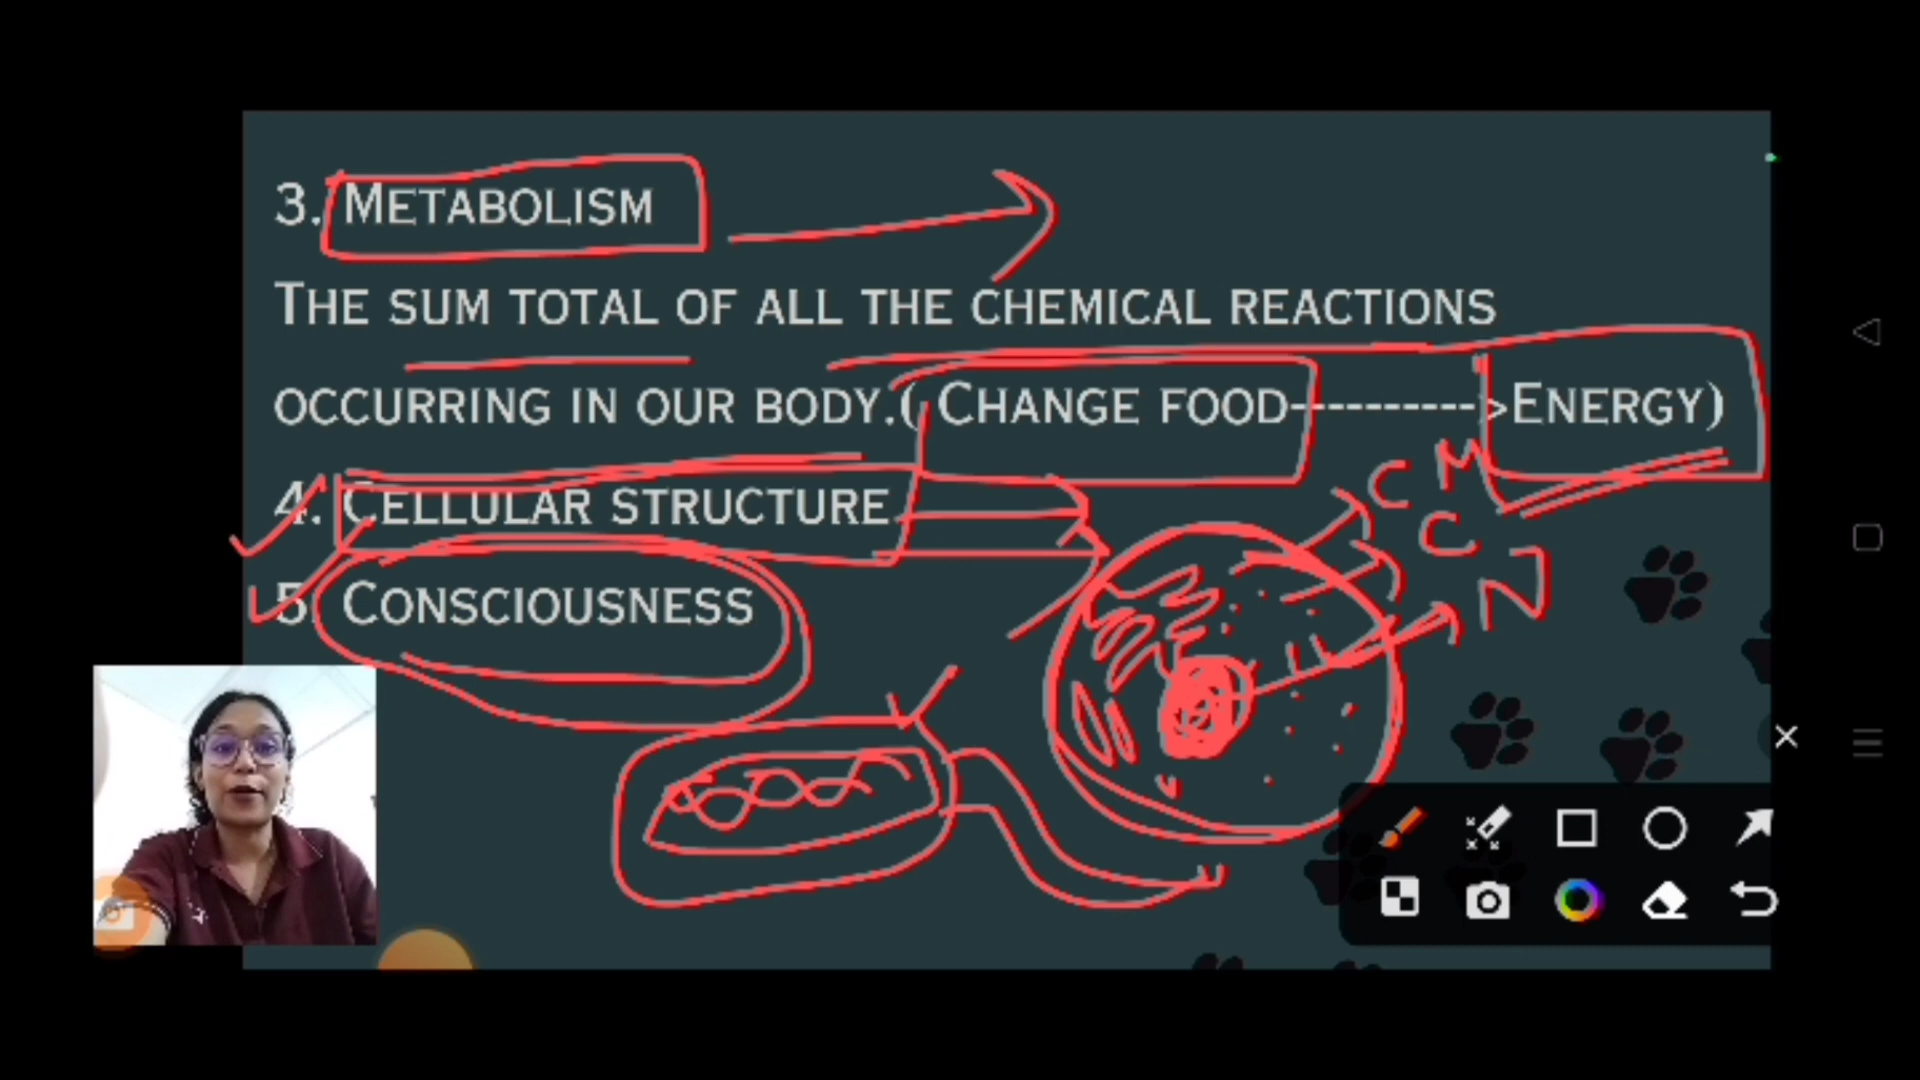 3. METABOLISM
THE SUM TOTAL OF ALL THE CHEMICAL REACTIONS
OCCURRING IN OUR BODY.( CHANGE FOOD---------->ENERGY)
4. CELLULAR STRUCTURE
5. CONSCIOUSNESS
CM
C
N